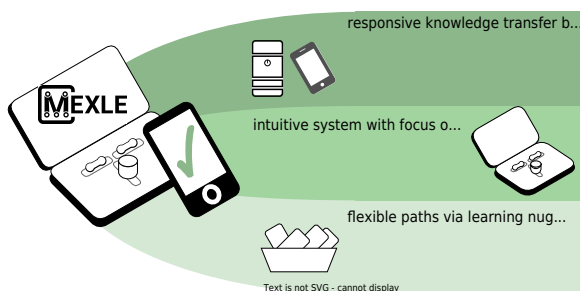 responsive knowledge transfer b...
MEXLE
intuitive system with focus o...
flexible paths via learning nug...
Text is not SVG - cannot display